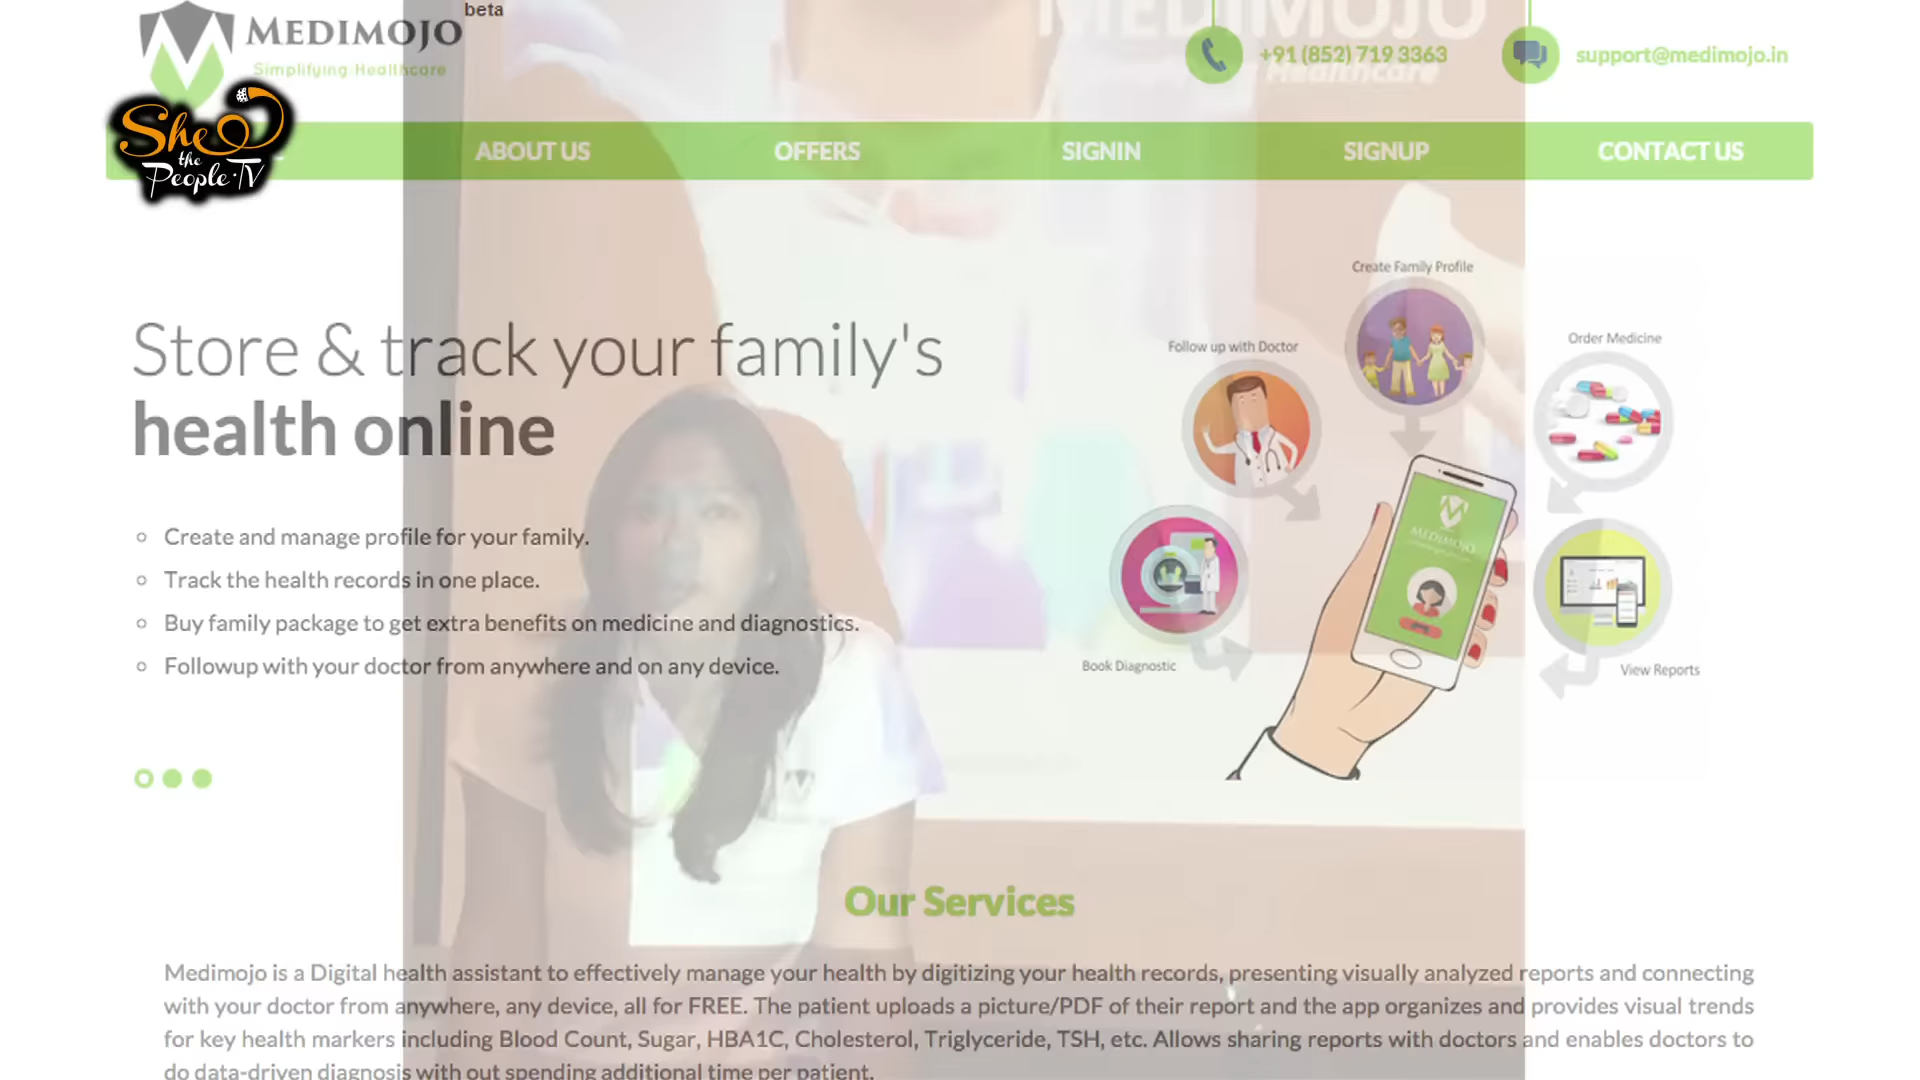 beta
MEDIMOJO
MEDIMOJO
Simplifying Healthcare
Healthcare
+91 (852) 719 3363
support@medimojo.in
She
the
People.TV
ABOUT US
OFFERS
SIGNIN
SIGNUP
CONTACT US
Store & track your family's
health online
Create and manage profile for your family.
Track the health records in one place.
Buy family package to get extra benefits on medicine and diagnostics.
Followup with your doctor from anywhere and on any device.
Create Family Profile
Follow up with Doctor
Order Medicine
MEDIMOJO
Book Diagnostic
View Reports
Our Services
Medimojo is a Digital health assistant to effectively manage your health by digitizing your health records, presenting visually analyzed reports and connecting
with your doctor from anywhere, any device, all for FREE. The patient uploads a picture/PDF of their report and the app organizes and provides visual trends
for key health markers including Blood Count, Sugar, HBA1C, Cholesterol, Triglyceride, TSH, etc. Allows sharing reports with doctors and enables doctors to
do data-driven diagnosis with out spending additional time per patient.